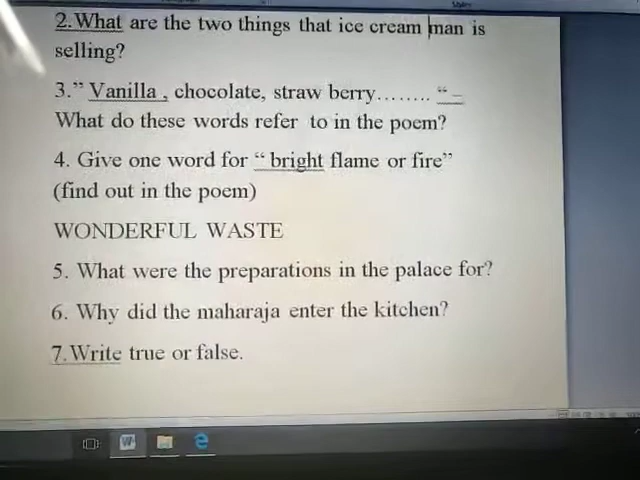 2. What are the two things that ice cream man is
selling?
3.” Vanilla , chocolate, straw berry........ “ –
What do these words refer to in the poem?
4. Give one word for “ bright flame or fire”
(find out in the poem)
WONDERFUL WASTE
5. What were the preparations in the palace for?
6. Why did the maharaja enter the kitchen?
7.Write true or false.